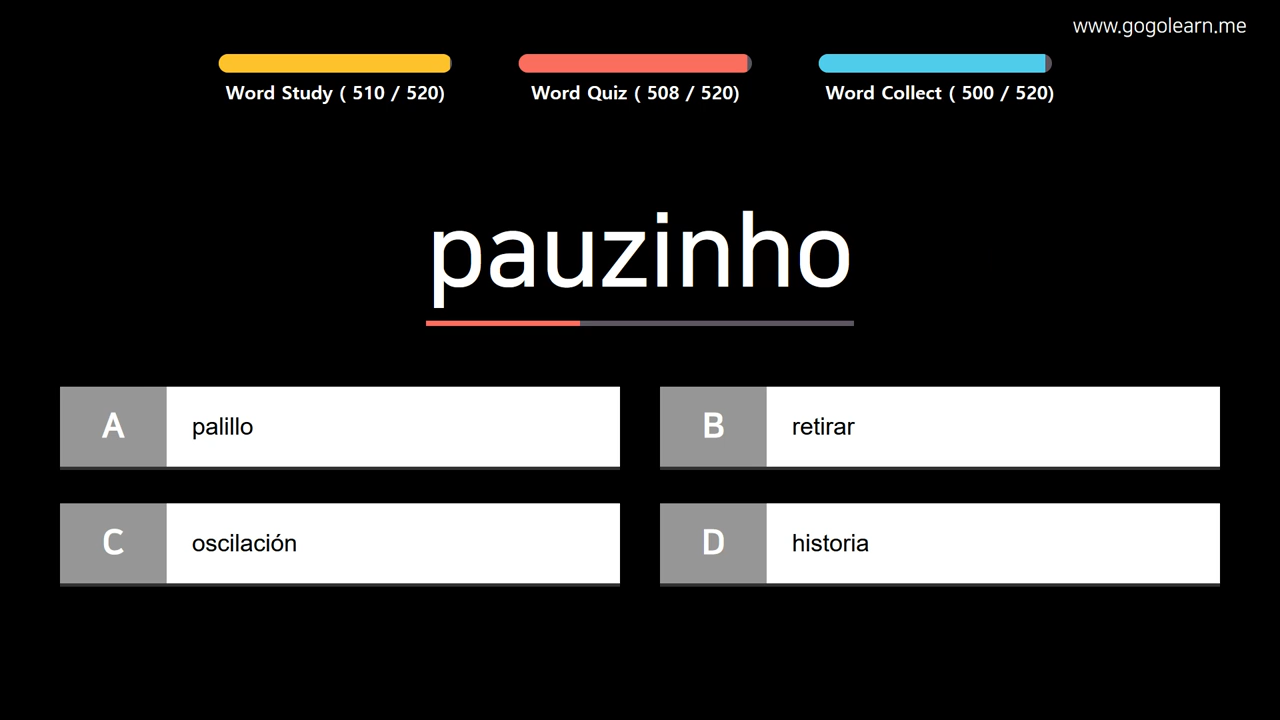 www.gogolearn.me
Word Study ( 510 / 520)
Word Quiz ( 508 / 520)
Word Collect ( 500 / 520)
pauzinho
A
palillo
B
retirar
C
oscilación
D
historia